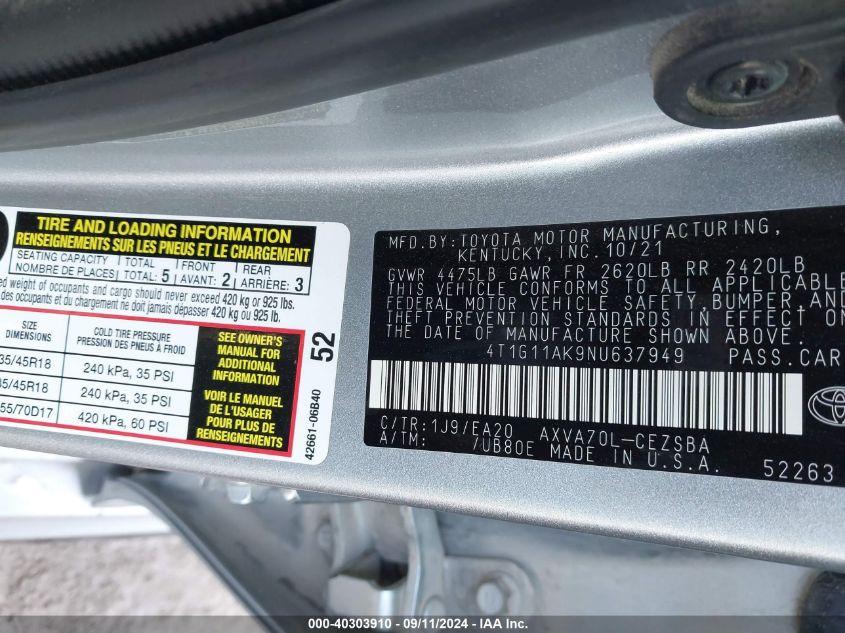 TIRE AND LOADING INFORMATION
RENSEIGNEMENTS SUR LES PNEUS ET LE CHARGEMENT
SEATING CAPACITY TOTAL FRONT REAR
NOMBRE DE PLACES: TOTAL: 5 AVANT: 2 ARRIÈRE: 3
weight of occupants and cargo should never exceed 420 kg or 925 lbs.
des occupants et du chargement ne doit jamais dépasser 420 kg ou 925 lb.
SIZE COLD TIRE PRESSURE
DIMENSIONS PRESSION DES PNEUS À FROID
35/45R18 240 kPa, 35 PSI
5/45R18 240 kPa, 35 PSI
55/70D17 420 kPa, 60 PSI
SEE OWNER'S
MANUAL FOR
ADDITIONAL
INFORMATION
VOIR LE MANUEL
DE L'USAGER
POUR PLUS DE
RENSEIGNEMENTS
52
42661-06B40
MFD.BY:TOYOTA MOTOR MANUFACTURING,
KENTUCKY, INC. 10/21
GVWR 4475LB GAWR FR 2620LB RR 2420LB
THIS VEHICLE CONFORMS TO ALL APPLICABLE
FEDERAL MOTOR VEHICLE SAFETY, BUMPER, AND
THEFT PREVENTION STANDARDS IN EFFECT ON
THE DATE OF MANUFACTURE SHOWN ABOVE.
4T1G11AK9NU637949 PASS.CAR
C/TR:1J9/EA20 AXVA70L-CEZSBA
A/TM: 7UB80E MADE IN U.S.A.
52263
TOYOTA
000-40303910 - 09/11/2024 - IAAI - Copart, Inc.